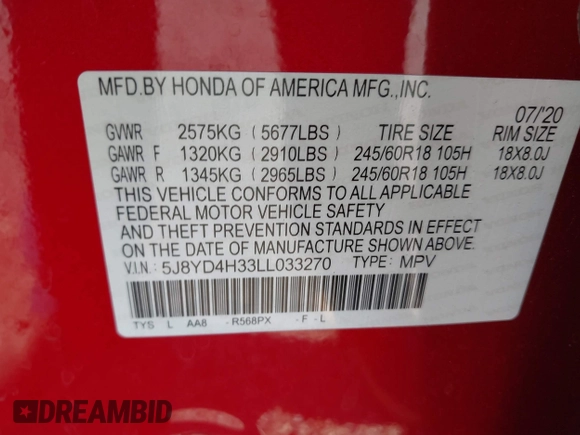 MFD.BY HONDA OF AMERICA MFG.,INC.
07/'20
GVWR 2575KG (5677LBS) TIRE SIZE RIM SIZE
GAWR F 1320KG (2910LBS) 245/60R18 105H 18X8.0J
GAWR R 1345KG (2965LBS) 245/60R18 105H 18X8.0J
THIS VEHICLE CONFORMS TO ALL APPLICABLE
FEDERAL MOTOR VEHICLE SAFETY
AND THEFT PREVENTION STANDARDS IN EFFECT
ON THE DATE OF MANUFACTURE SHOWN ABOVE.
V.I.N.: 5J8YD4H33LL033270 TYPE: MPV
TYS L AA8 - R568PX - F - L
DREAMBID